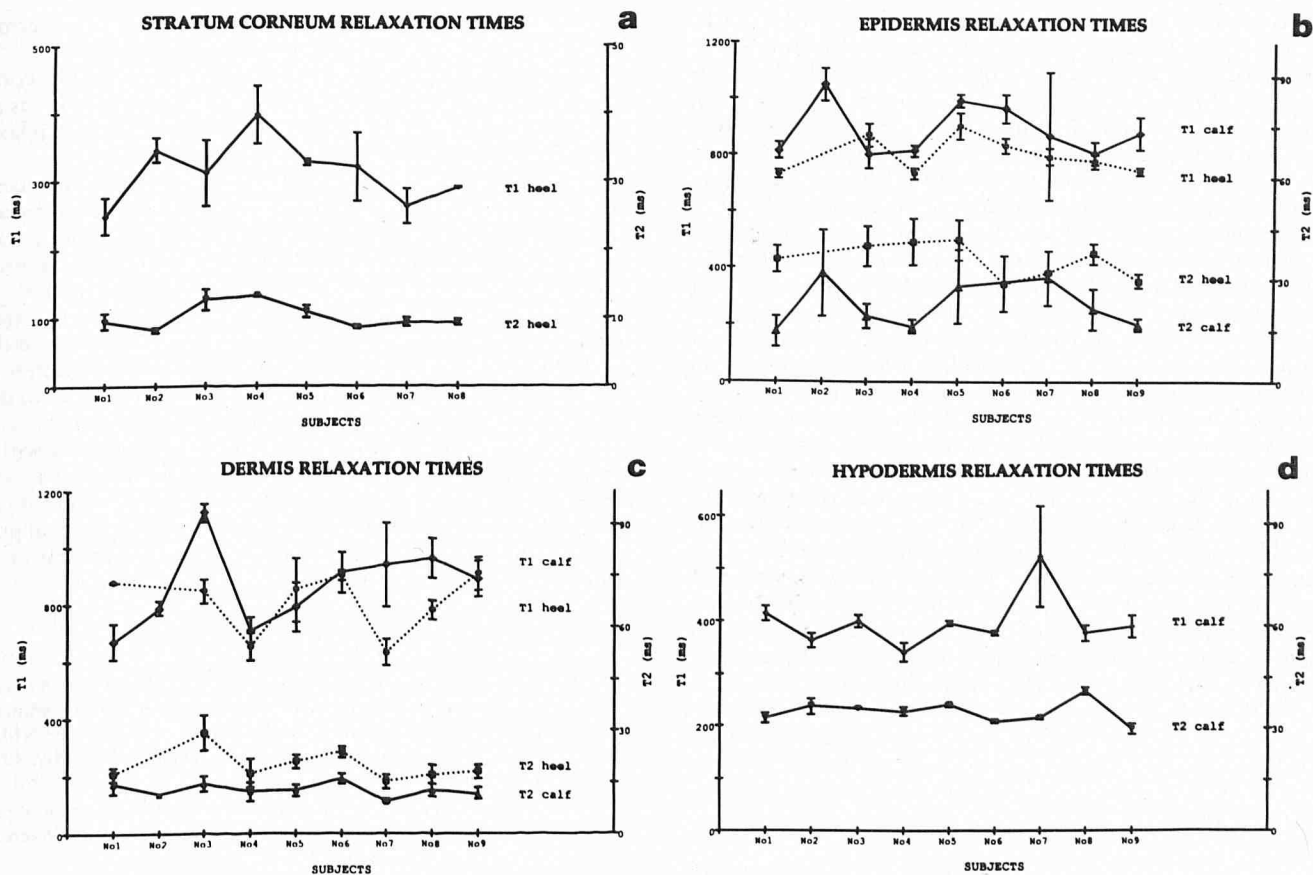 STRATUM CORNEUM RELAXATION TIMES
a
500
300
100
0
T1 (ms)
50
30
10
0
T2 (ms)
T1 heel
T2 heel
No1 No2 No3 No4 No5 No6 No7 No8
SUBJECTS
EPIDERMIS RELAXATION TIMES
b
1200
800
400
0
T1 (ms)
90
60
30
0
T2 (ms)
T1 calf
T1 heel
T2 heel
T2 calf
No1 No2 No3 No4 No5 No6 No7 No8 No9
SUBJECTS
DERMIS RELAXATION TIMES
c
1200
800
400
0
T1 (ms)
90
60
30
0
T2 (ms)
T1 calf
T1 heel
T2 heel
T2 calf
No1 No2 No3 No4 No5 No6 No7 No8 No9
SUBJECTS
HYPODERMIS RELAXATION TIMES
d
600
400
200
0
T1 (ms)
90
60
30
0
T2 (ms)
T1 calf
T2 calf
No1 No2 No3 No4 No5 No6 No7 No8 No9
SUBJECTS